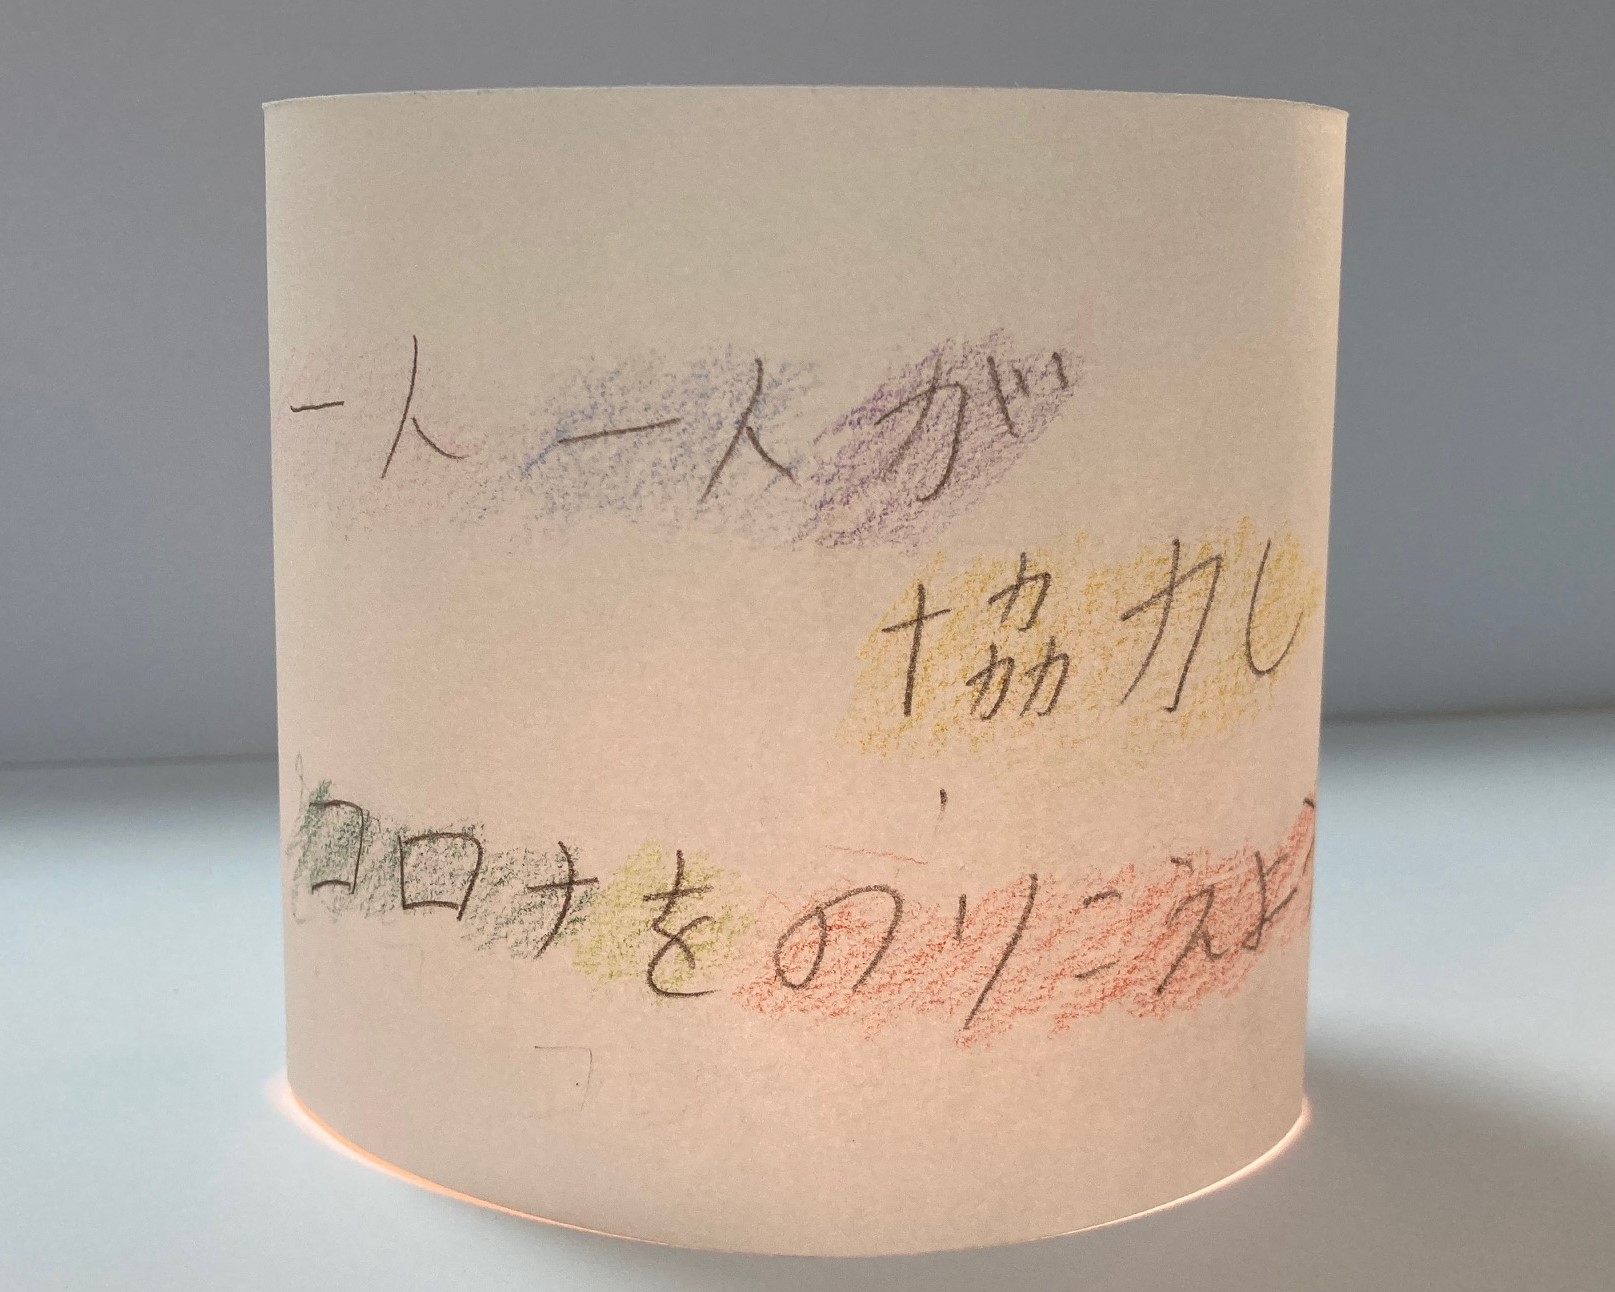 一人一人が
協力し
コロナをのりこえよ